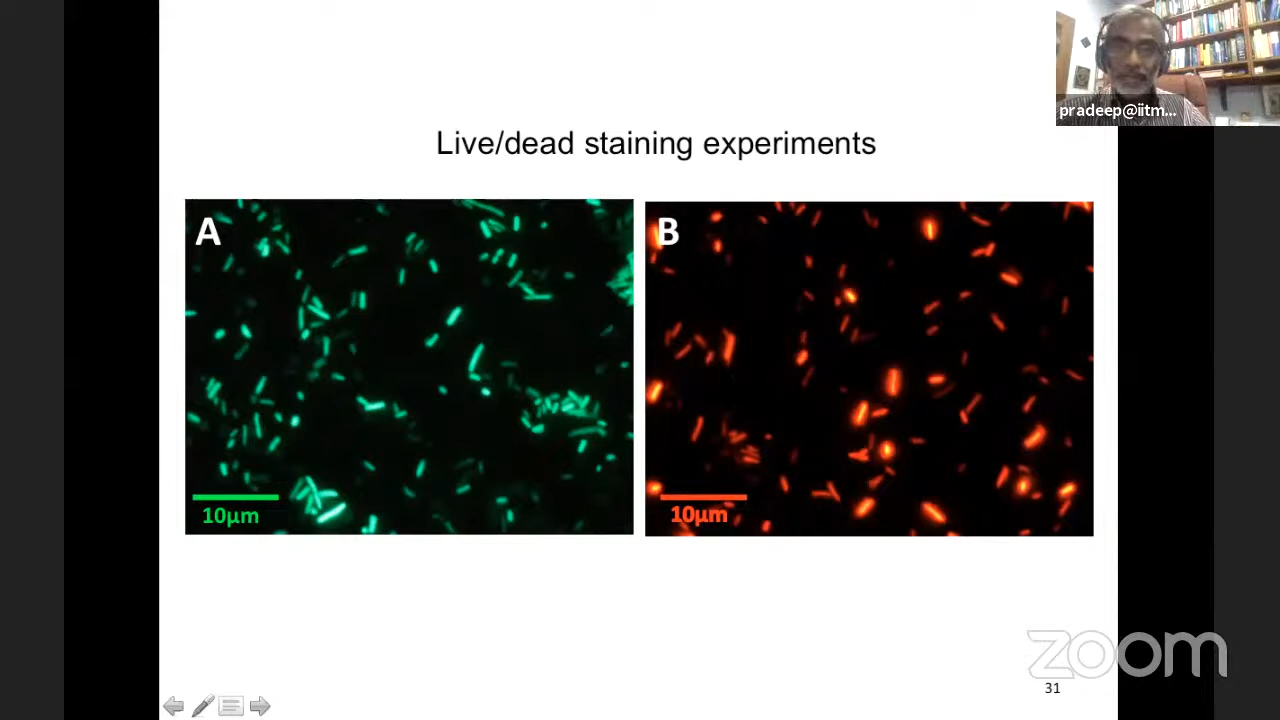 pradeep@iitm...
Live/dead staining experiments
A
B
10µm
10µm
zoom
31